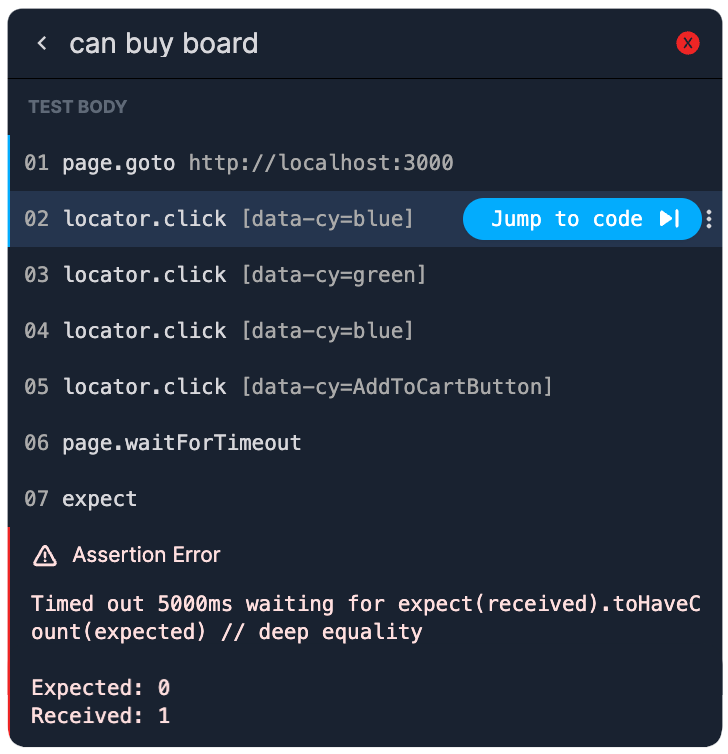 can buy board
X
TEST BODY
01 page.goto http://localhost:3000
02 locator.click [data-cy=blue] Jump to code
03 locator.click [data-cy=green]
04 locator.click [data-cy=blue]
05 locator.click [data-cy=AddToCartButton]
06 page.waitForTimeout
07 expect
Assertion Error
Timed out 5000ms waiting for expect(received).toHaveC
ount(expected) // deep equality
Expected: 0
Received: 1